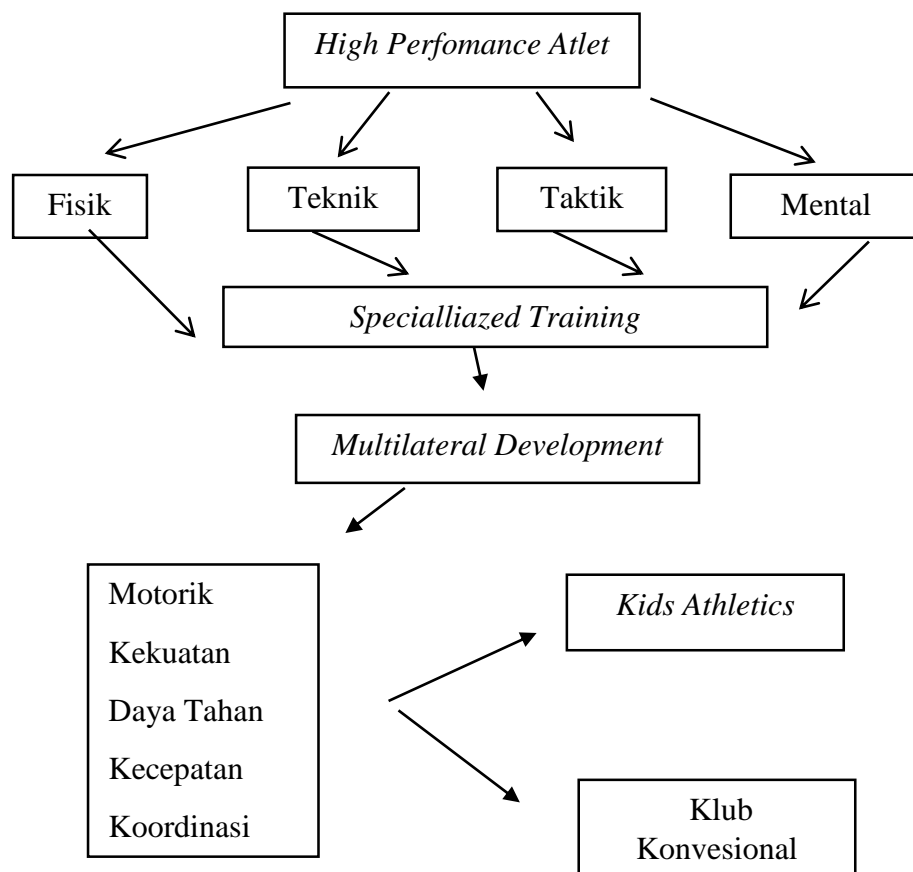 High Perfomance Atlet
Fisik
Teknik
Taktik
Mental
Specialliazed Training
Multilateral Development
Motorik
Kekuatan
Daya Tahan
Kecepatan
Koordinasi
Kids Athletics
Klub
Konvesional